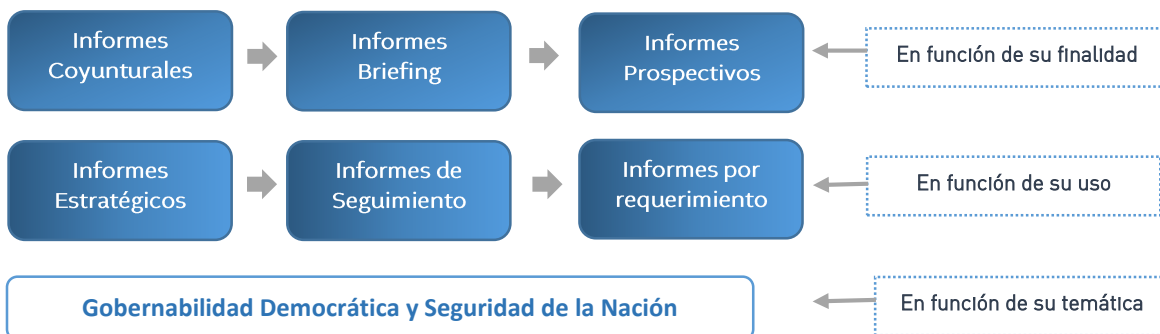 Informes
Coyunturales
Informes
Briefing
Informes
Prospectivos
En función de su finalidad
Informes
Estratégicos
Informes de
Seguimiento
Informes por
requerimiento
En función de su uso
Gobernabilidad Democrática y Seguridad de la Nación
En función de su temática